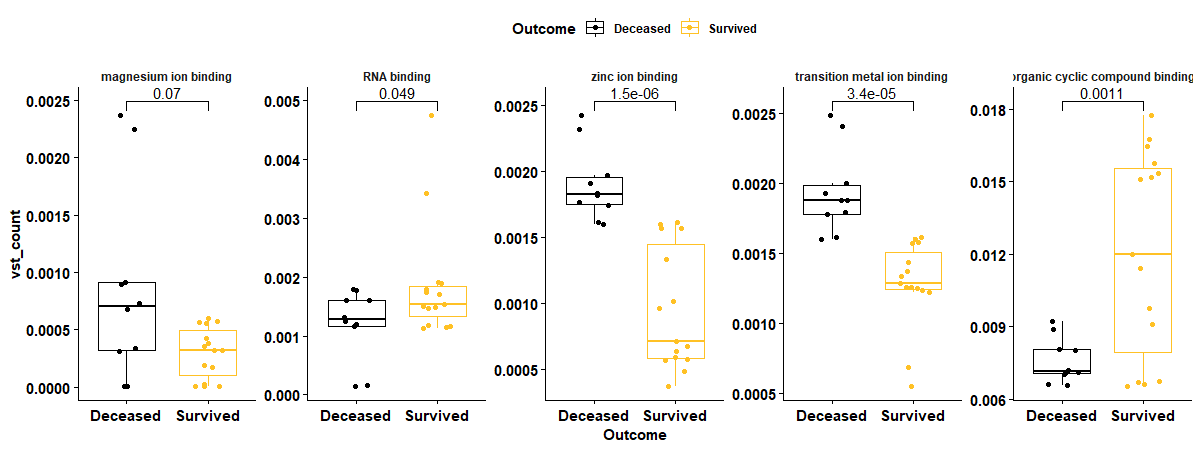 Outcome Deceased Survived
magnesium ion binding
0.07
0.0025
0.0020
0.0015
0.0010
0.0005
0.0000
Deceased Survived
RNA binding
0.049
0.005
0.004
0.003
0.002
0.001
0.000
Deceased Survived
zinc ion binding
1.5e-06
0.0025
0.0020
0.0015
0.0010
0.0005
Deceased Survived
transition metal ion binding
3.4e-05
0.0025
0.0020
0.0015
0.0010
0.0005
Deceased Survived
organic cyclic compound binding
0.0011
0.018
0.015
0.012
0.009
0.006
Deceased Survived
vst_count
Outcome